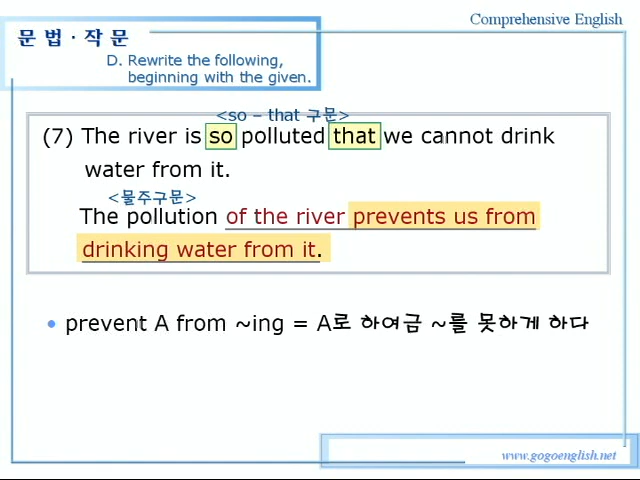 Comprehensive English
문 법 · 작 문
D. Rewrite the following,
beginning with the given.
<so – that 구문>
(7) The river is so polluted that we cannot drink
water from it.
<물주구문>
The pollution of the river prevents us from
drinking water from it.
• prevent A from ~ing = A로 하여금 ~를 못하게 하다
www.gogoenglish.net